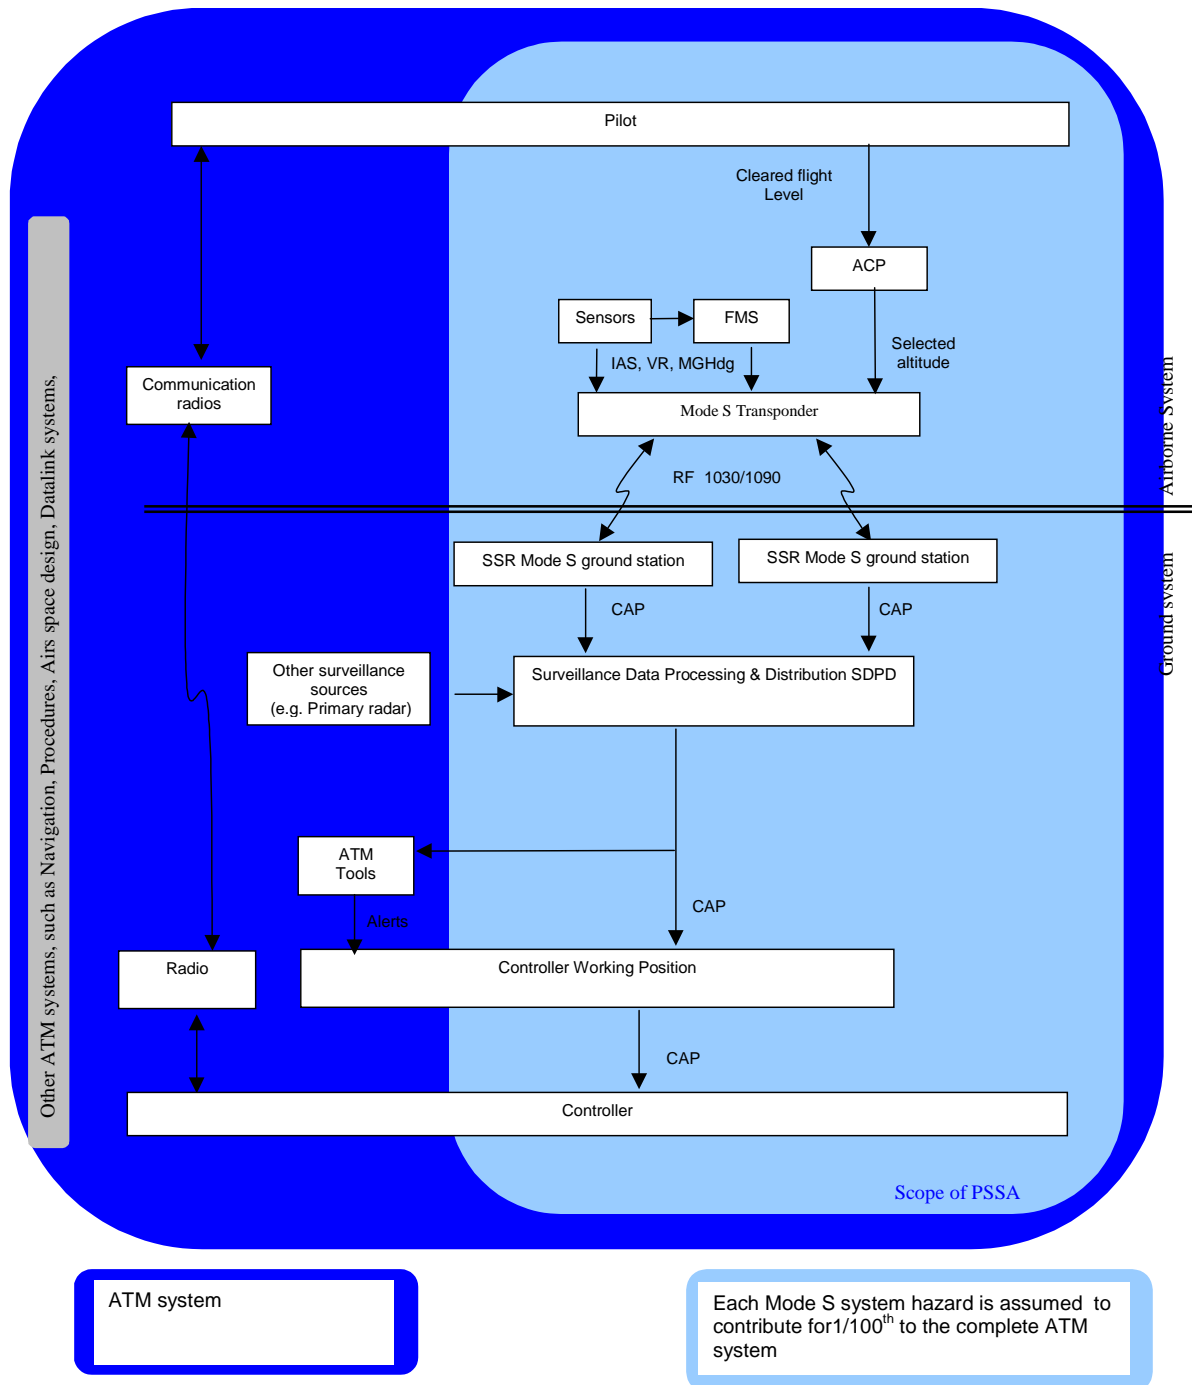 Pilot
Cleared flight
Level
ACP
Sensors
FMS
IAS, VR, MGHdg
Selected
altitude
Communication
radios
Mode S Transponder
RF 1030/1090
Airborne System
Ground system
SSR Mode S ground station
SSR Mode S ground station
CAP
CAP
Other surveillance
sources
(e.g. Primary radar)
Surveillance Data Processing & Distribution SDPD
Other ATM systems, such as Navigation, Procedures, Airs space design, Datalink systems,
ATM
Tools
Alerts
CAP
Radio
Controller Working Position
CAP
Controller
Scope of PSSA
ATM system
Each Mode S system hazard is assumed to
contribute for1/100th to the complete ATM
system